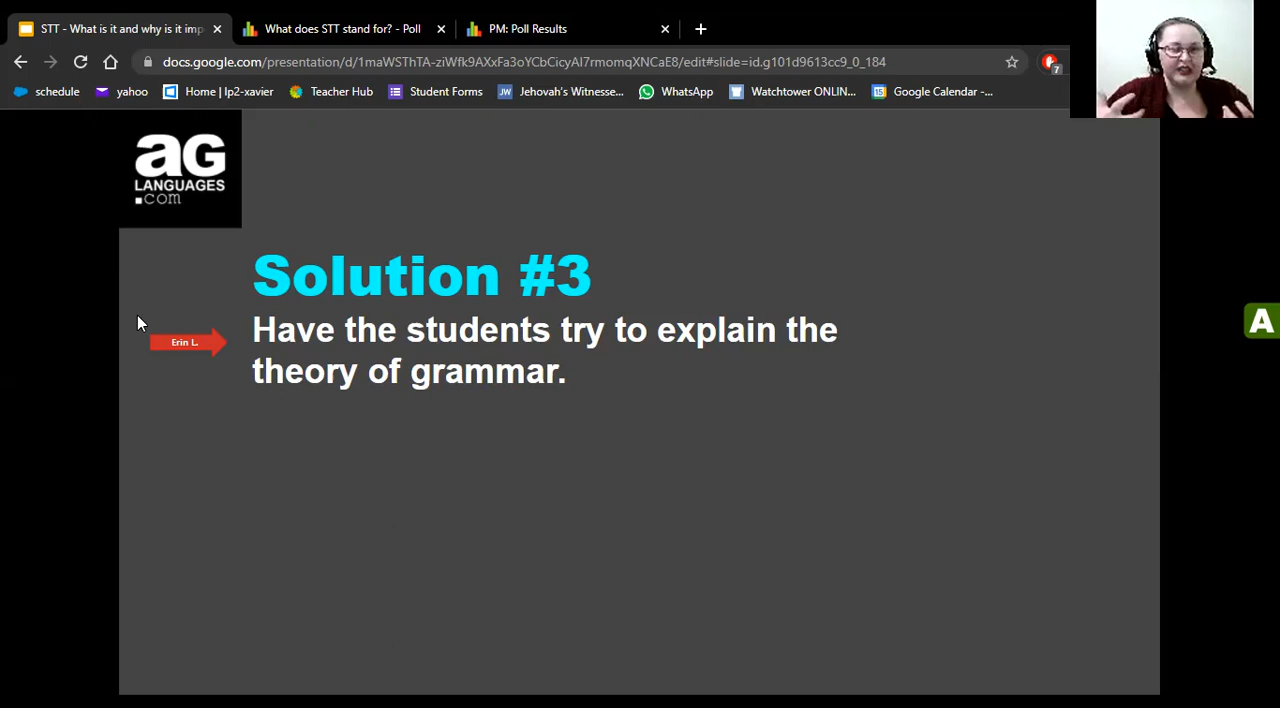 STT - What is it and why is it imp
What does STT stand for? - Poll
PM: Poll Results
docs.google.com/presentation/d/1maWSThTA-ziWfkSAXxFa3oYCbCicyAl7rmomqXNCaE8/edit#slide=id.g101d9613cc9_0_184
7
schedule
yahoo
Home | lp2-xavier
Teacher Hub
Student Forms
JW
Jehovah's Witnesse...
WhatsApp
Watchtower ONLIN...
Google Calendar -...
aG
LANGUAGES
.com
Solution #3
Have the students try to explain the
theory of grammar.
Erin L.
A